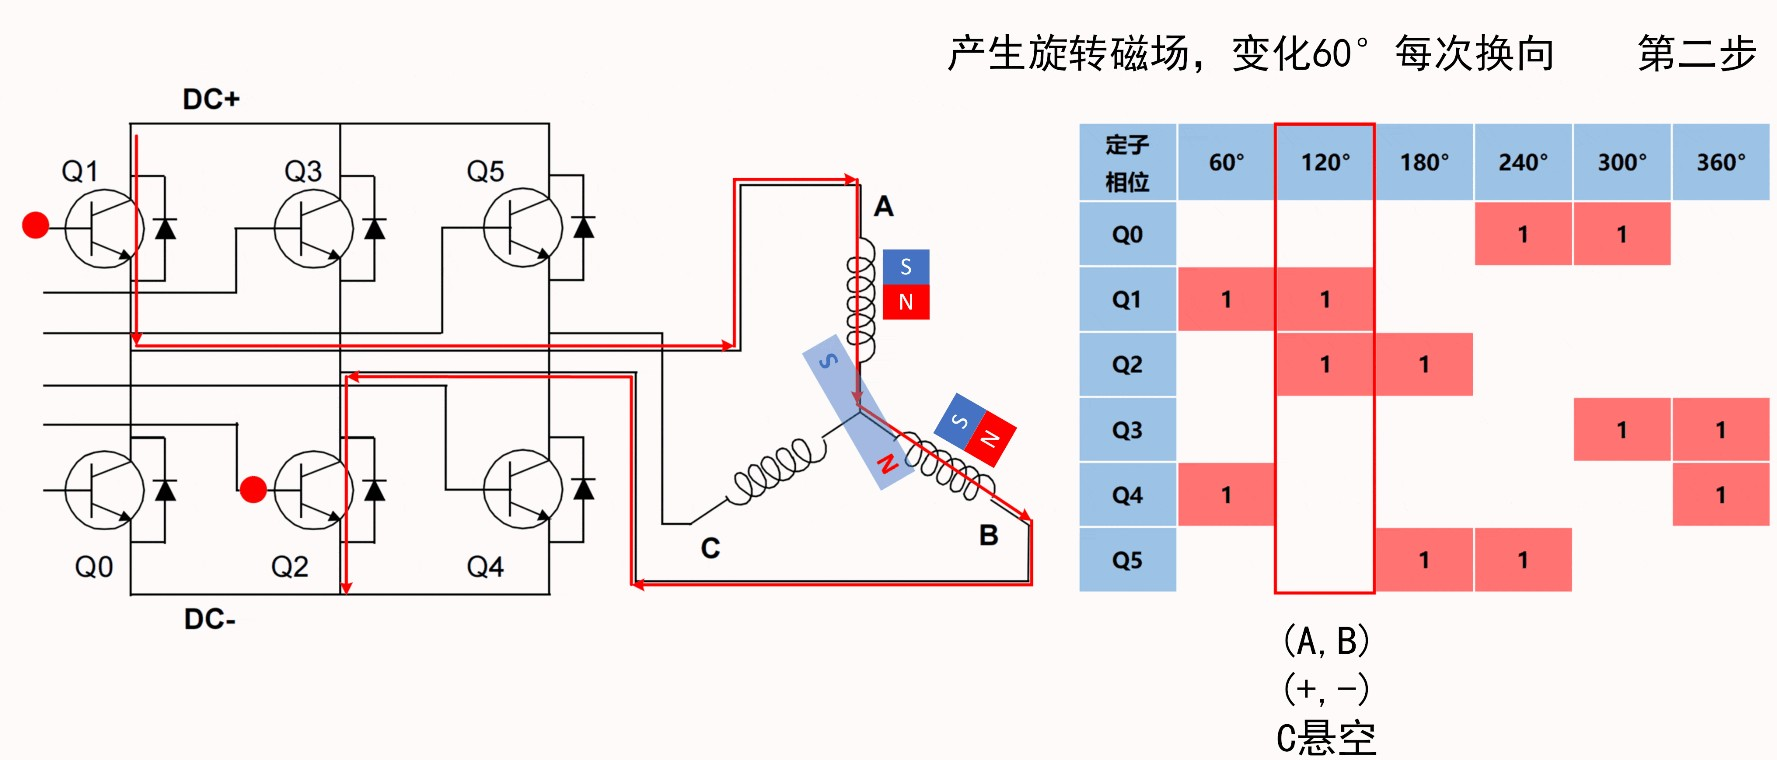 产生旋转磁场，变化60°每次换向 第二步
DC+
Q1
Q3
Q5
A
S
N
S
N
S
N
B
C
Q0
Q2
Q4
DC-
定子相位 60° 120° 180° 240° 300° 360°
Q0 1 1
Q1 1 1
Q2 1 1
Q3 1 1
Q4 1 1
Q5 1 1
(A,B)
(+,-)
C悬空